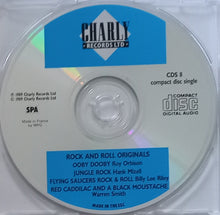 CHARLY
RECORDS LTD
℗ 1989 Charly Records Ltd
© 1989 Charly Records Ltd
SPA
Made in France
by MPO
CDS 8
compact disc single
COMPACT
disc
DIGITAL AUDIO
ROCK AND ROLL ORIGINALS
OOBY DOOBY Roy Orbison
JUNGLE ROCK Hank Mizell
FLYING SAUCERS ROCK & ROLL Billy Lee Riley
RED CADILLAC AND A BLACK MOUSTACHE
Warren Smith